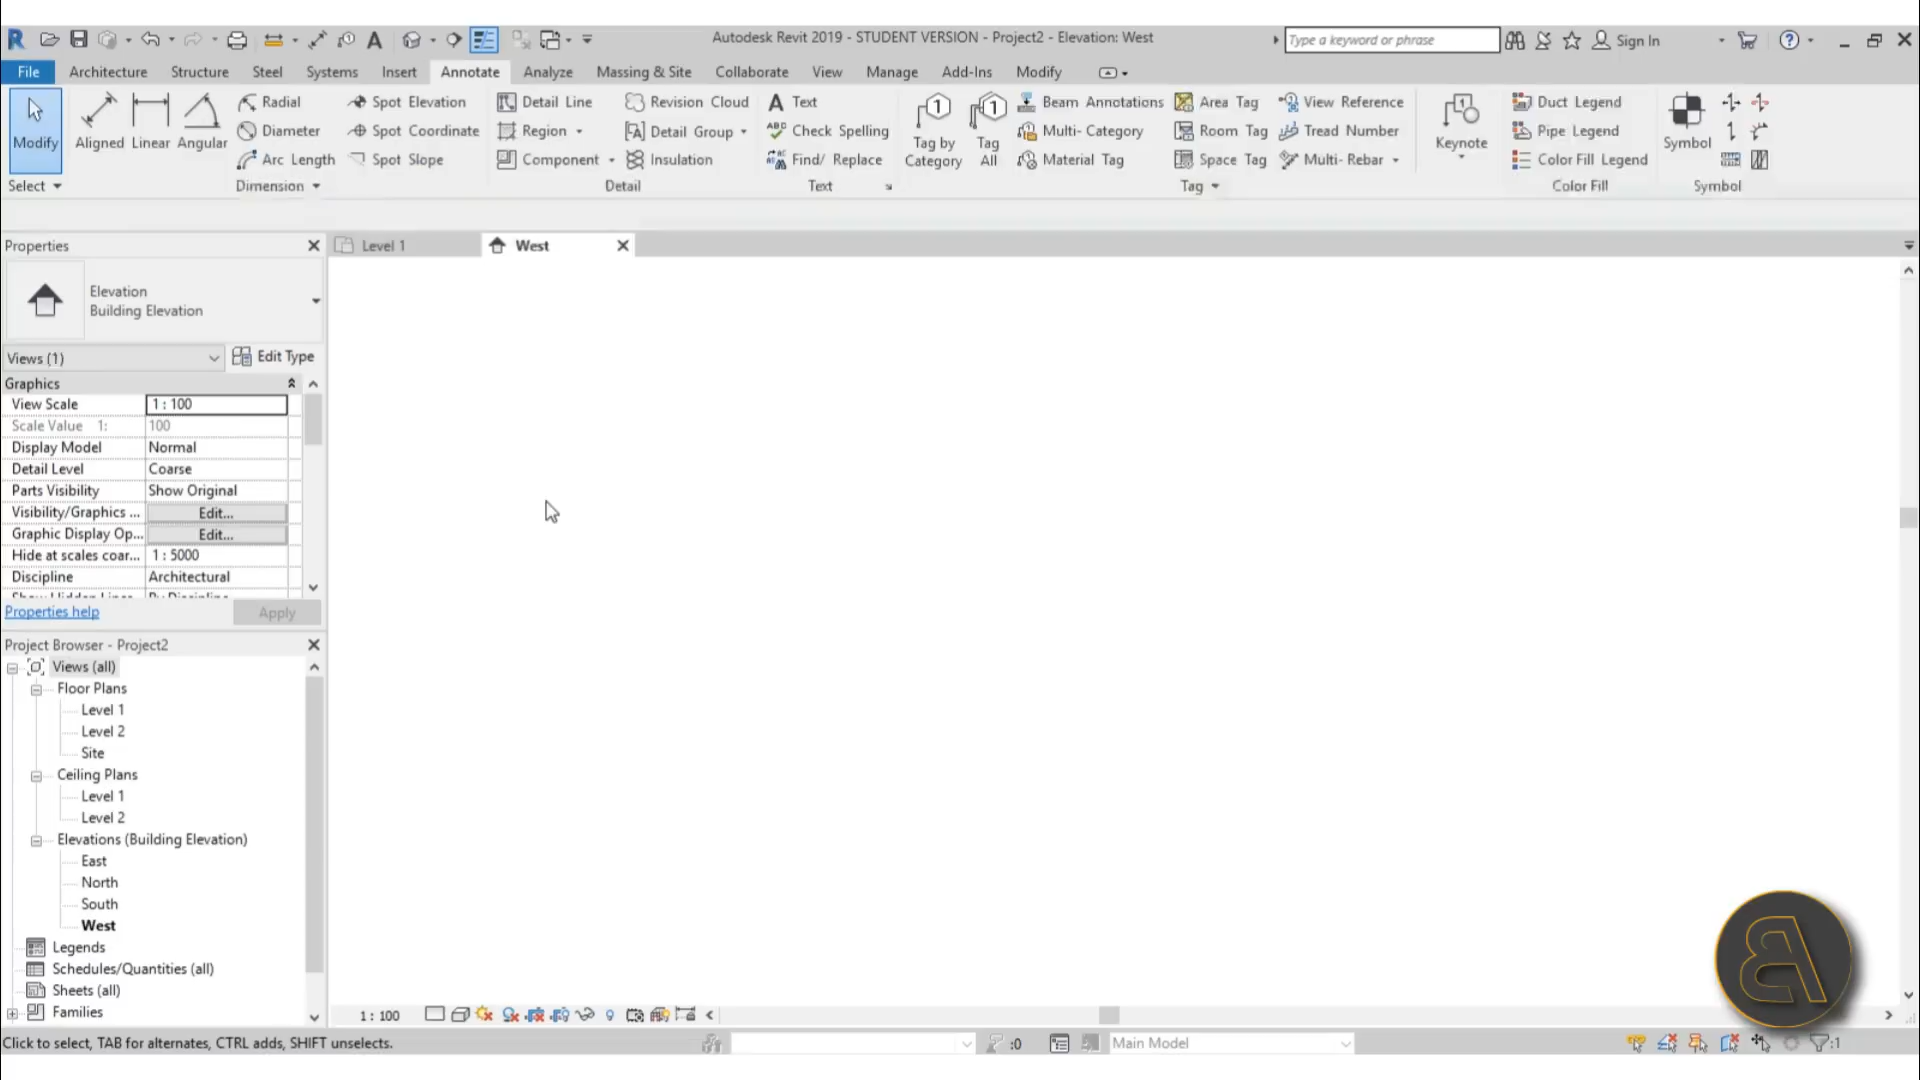 Autodesk Revit 2019 - STUDENT VERSION - Project2 - Elevation: West
Type a keyword or phrase
Sign In
File Architecture Structure Steel Systems Insert Annotate Analyze Massing & Site Collaborate View Manage Add-Ins Modify
Modify
Select
Aligned
Linear
Angular
Radial
Diameter
Arc Length
Spot Elevation
Spot Coordinate
Spot Slope
Dimension
Detail Line
Region
Component
Revision Cloud
Detail Group
Insulation
Detail
Text
Check Spelling
Find/ Replace
Text
Tag by
Category
Tag
All
Beam Annotations
Multi- Category
Material Tag
Area Tag
Room Tag
Space Tag
View Reference
Tread Number
Multi- Rebar
Tag
Keynote
Duct Legend
Pipe Legend
Color Fill Legend
Color Fill
Symbol
Symbol
Properties
Level 1
West
Elevation
Building Elevation
Views (1)
Edit Type
Graphics
View Scale 1 : 100
Scale Value 1: 100
Display Model Normal
Detail Level Coarse
Parts Visibility Show Original
Visibility/Graphics ... Edit...
Graphic Display Op... Edit...
Hide at scales coar... 1 : 5000
Discipline Architectural
Show Hidden Lines By Discipline
Properties help
Apply
Project Browser - Project2
Views (all)
Floor Plans
Level 1
Level 2
Site
Ceiling Plans
Level 1
Level 2
Elevations (Building Elevation)
East
North
South
West
Legends
Schedules/Quantities (all)
Sheets (all)
Families
1 : 100
Click to select, TAB for alternates, CTRL adds, SHIFT unselects.
:0
Main Model
:1